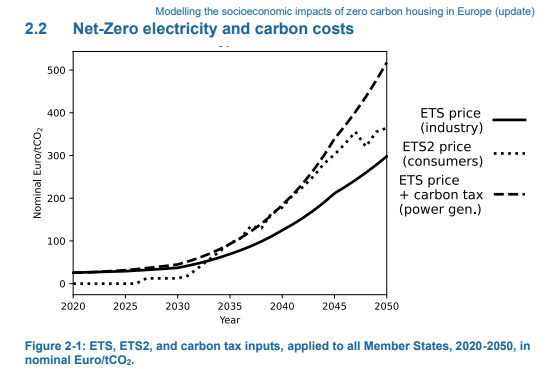 Modelling the socioeconomic impacts of zero carbon housing in Europe (update)
2.2 Net-Zero electricity and carbon costs
500
400
300
200
100
0
Nominal Euro/tCO₂
2020 2025 2030 2035 2040 2045 2050
Year
ETS price
(industry)
ETS2 price
(consumers)
ETS price
+ carbon tax
(power gen.)
Figure 2-1: ETS, ETS2, and carbon tax inputs, applied to all Member States, 2020-2050, in
nominal Euro/tCO₂.